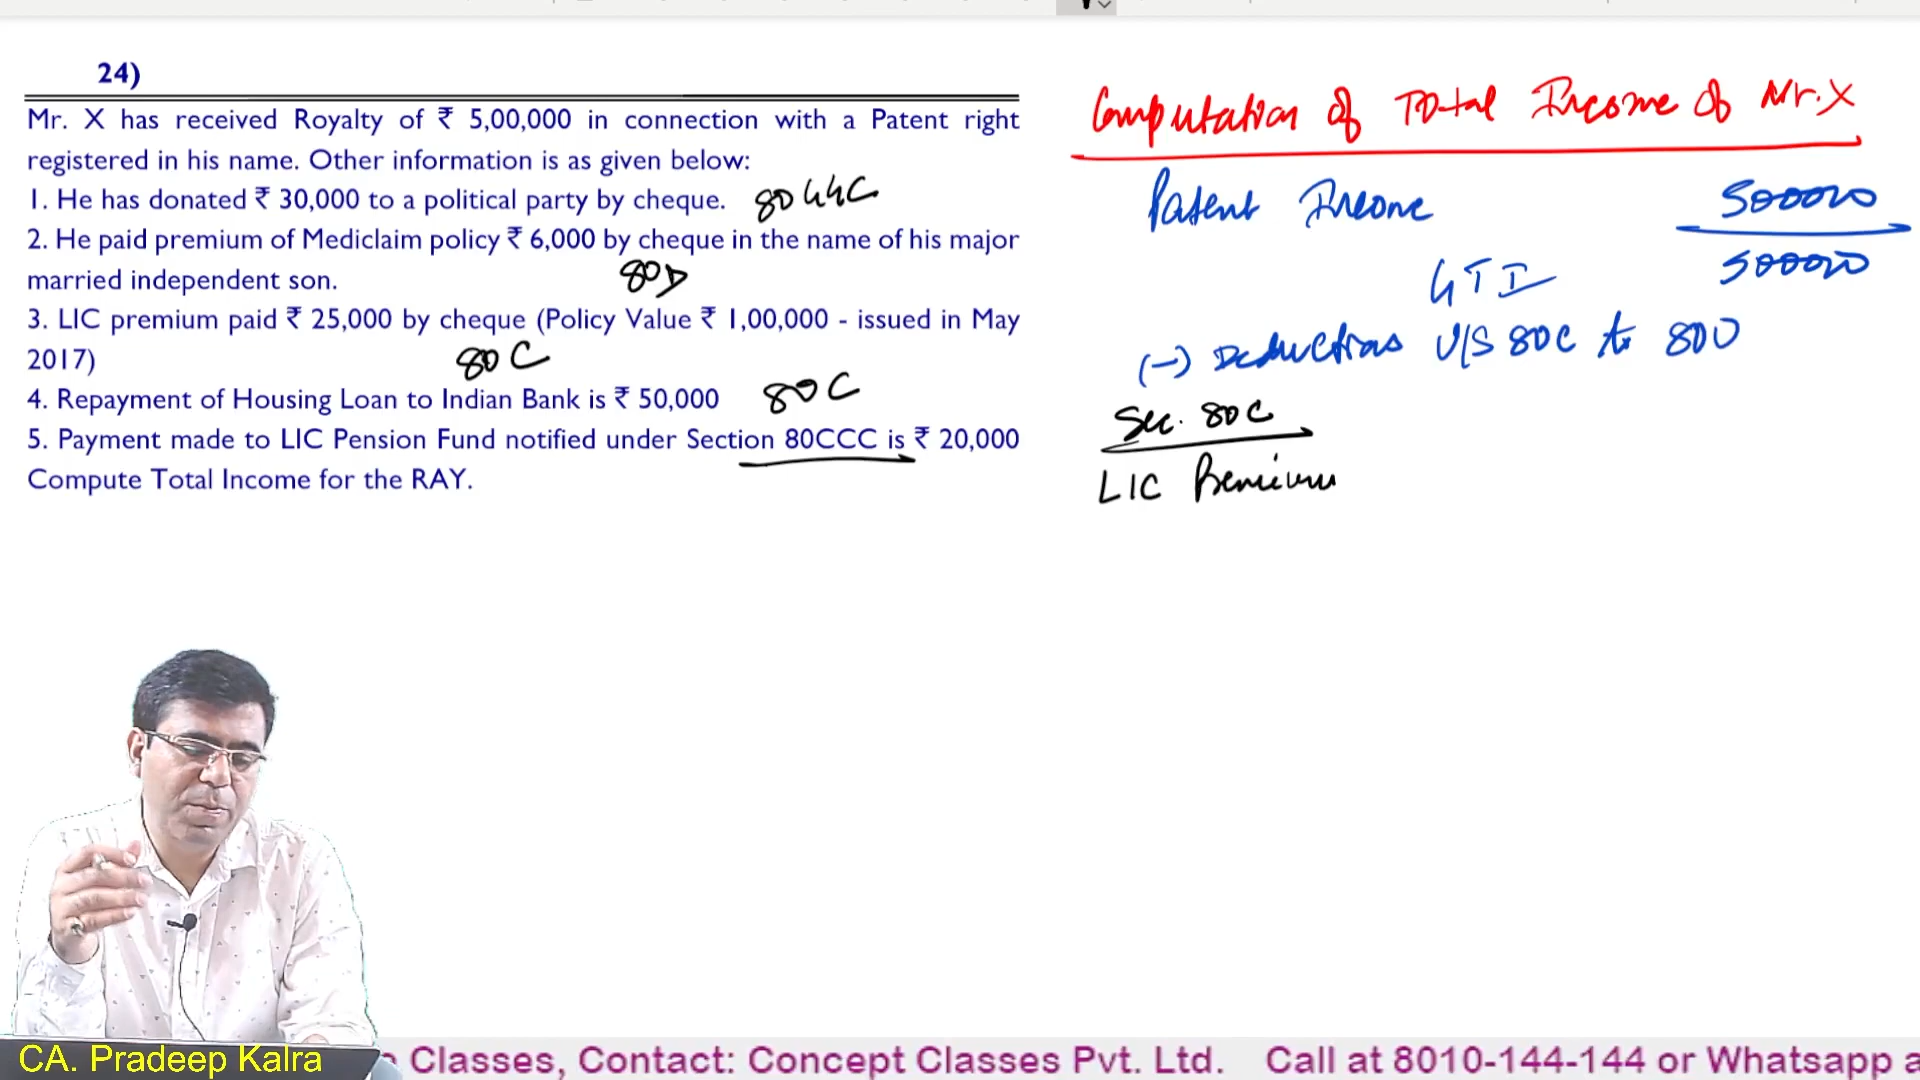 24)
Mr. X has received Royalty of ₹ 5,00,000 in connection with a Patent right
registered in his name. Other information is as given below:
1. He has donated ₹ 30,000 to a political party by cheque. 80GGC
2. He paid premium of Mediclaim policy ₹ 6,000 by cheque in the name of his major
married independent son. 80D
3. LIC premium paid ₹ 25,000 by cheque (Policy Value ₹ 1,00,000 - issued in May
2017) 80C
4. Repayment of Housing Loan to Indian Bank is ₹ 50,000 80C
5. Payment made to LIC Pension Fund notified under Section 80CCC is ₹ 20,000
Compute Total Income for the RAY.
Computation of Total Income of Mr. X
Patent Income 500000
GTI 500000
(-) Deductions U/S 80C to 80U
Sec. 80C
LIC Premium
CA. Pradeep Kalra
Classes, Contact: Concept Classes Pvt. Ltd. Call at 8010-144-144 or Whatsapp a